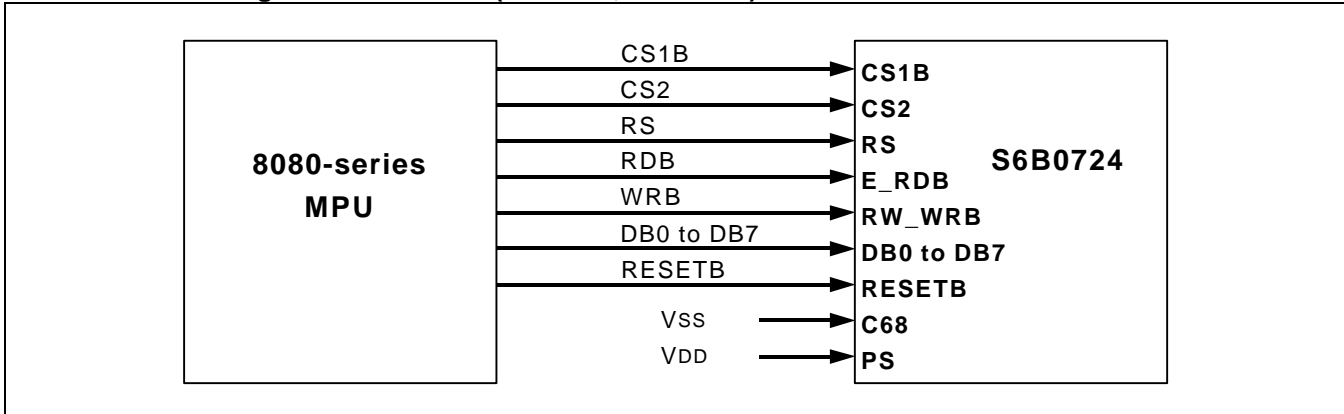 8080-series
MPU
CS1B
CS2
RS
RDB
WRB
DB0 to DB7
RESETB
VSS
VDD
CS1B
CS2
RS
E_RDB
RW_WRB
DB0 to DB7
RESETB
C68
PS
S6B0724